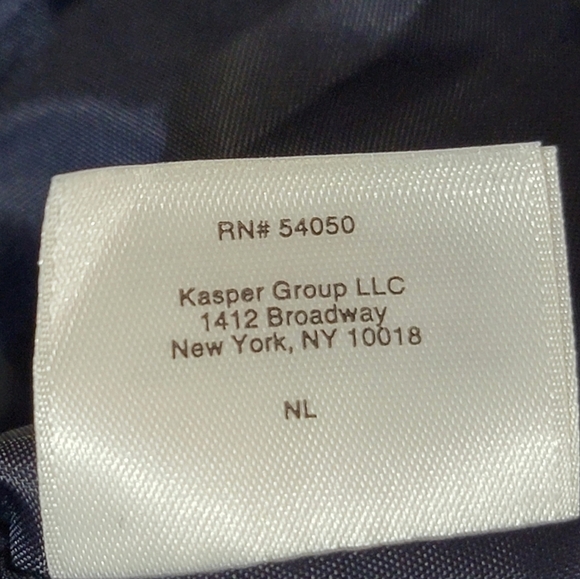 RN# 54050
Kasper Group LLC
1412 Broadway
New York, NY 10018
NL